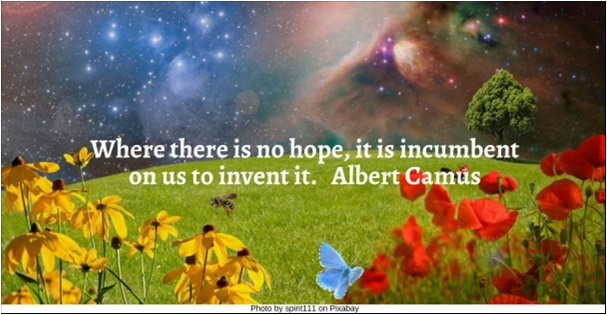 Where there is no hope, it is incumbent
on us to invent it. Albert Camus
Photo by spirit111 on Pixabay